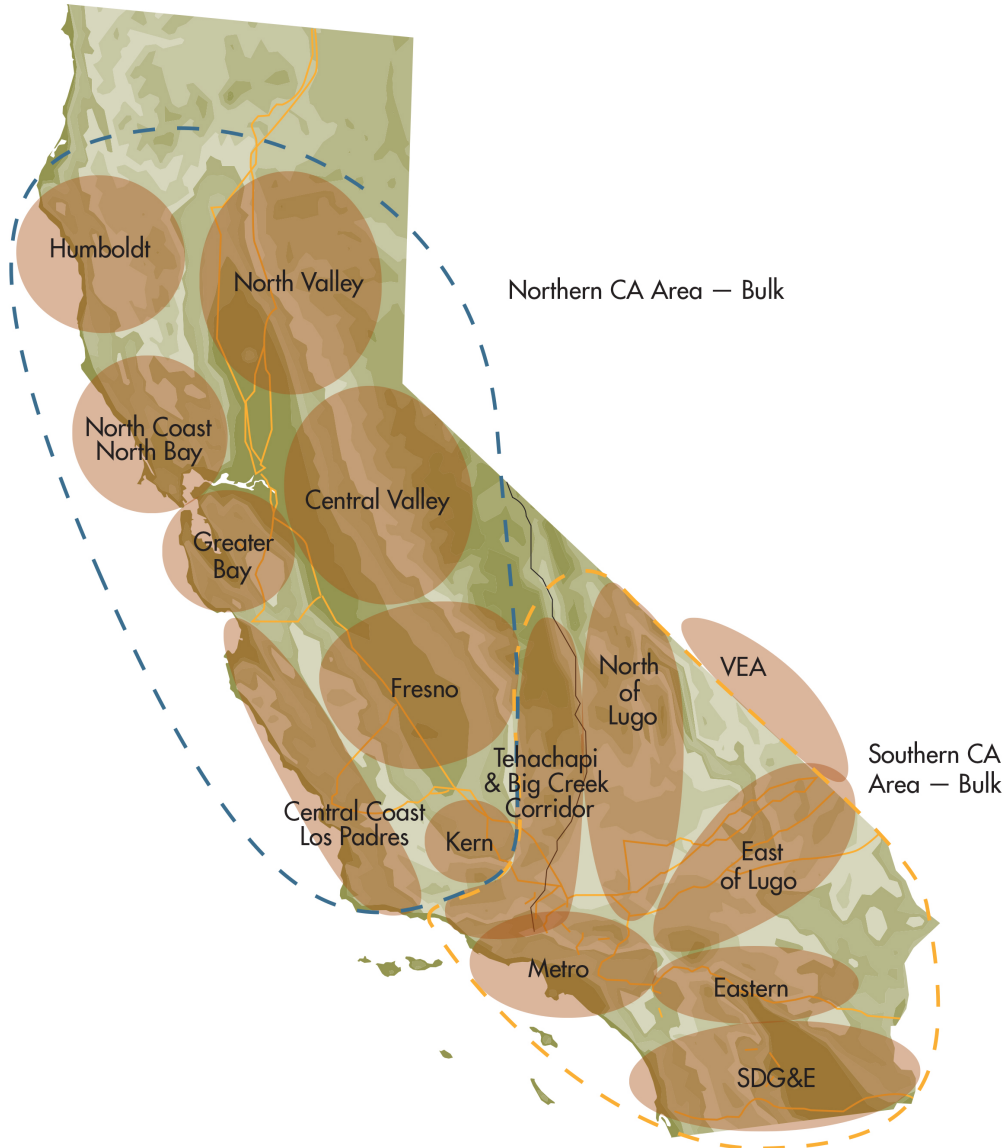 Humboldt
North Valley
Northern CA Area — Bulk
North Coast
North Bay
Central Valley
Greater
Bay
Fresno
North
of
Lugo
VEA
Tehachapi
& Big Creek
Corridor
Southern CA
Area — Bulk
Central Coast
Los Padres
Kern
East
of Lugo
Metro
Eastern
SDG&E